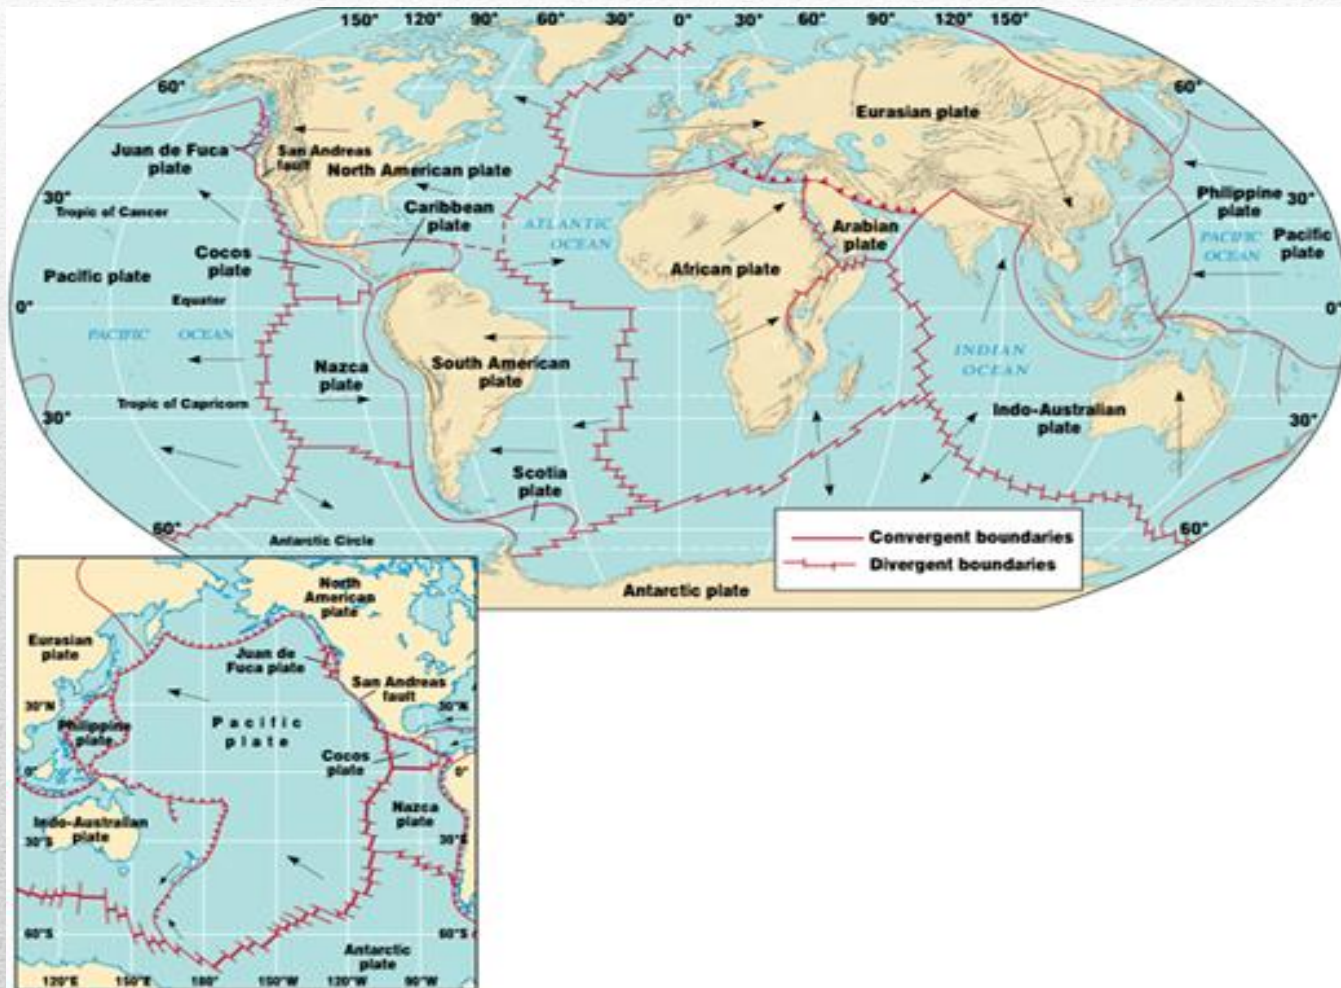 150° 120° 90° 60° 30° 0° 30° 60° 90° 120° 150°
60°
60°
Eurasian plate
Juan de Fuca
plate
San Andreas
fault
North American plate
Philippine
plate
30°
30°
Tropic of Cancer
Caribbean
plate
ATLANTIC
OCEAN
Arabian
plate
PACIFIC
OCEAN
Pacific
plate
Cocos
plate
Pacific plate
African plate
Equator
0°
0°
PACIFIC OCEAN
INDIAN
OCEAN
Nazca
plate
South American
plate
Tropic of Capricorn
Indo-Australian
plate
30°
30°
Scotia
plate
60°
60°
Antarctic Circle
Convergent boundaries
Divergent boundaries
Antarctic plate
North
American
plate
Eurasian
plate
Juan de
Fuca plate
San Andreas
fault
30°N
30°N
Philippine
plate
Pacific
plate
Cocos
plate
0°
0°
Nazca
plate
Indo-Australian
plate
30°S
30°S
60°S
60°S
Antarctic
plate
120°E 150°E 180° 150°W 120°W 90°W